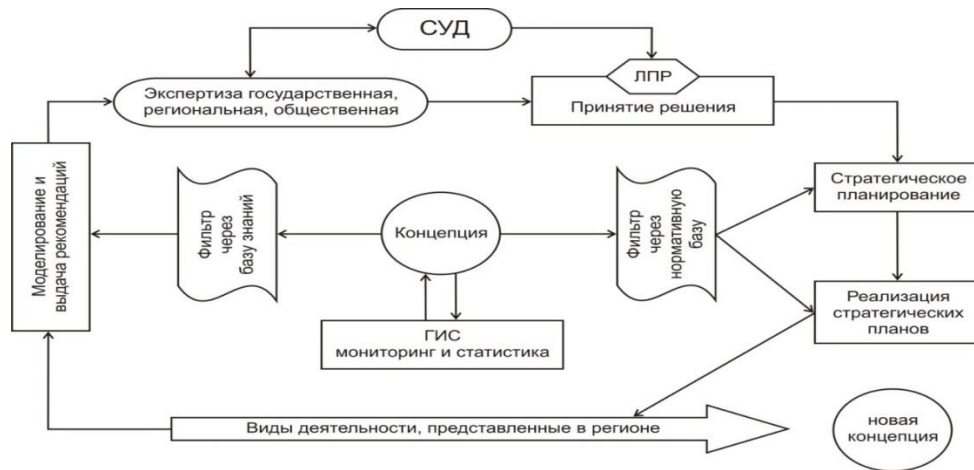 СУД
ЛПР
Экспертиза государственная,
региональная, общественная
Принятие решения
Моделирование и
выдача рекомендаций
Фильтр
через
базу знаний
Концепция
Фильтр
через
нормативную
базу
Стратегическое
планирование
ГИС
мониторинг и статистика
Реализация
стратегических
планов
Виды деятельности, представленные в регионе
новая
концепция